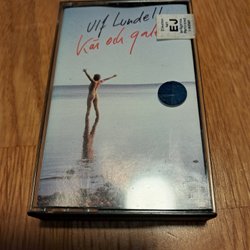 Ulf Lundell
Kär och galen
EJ